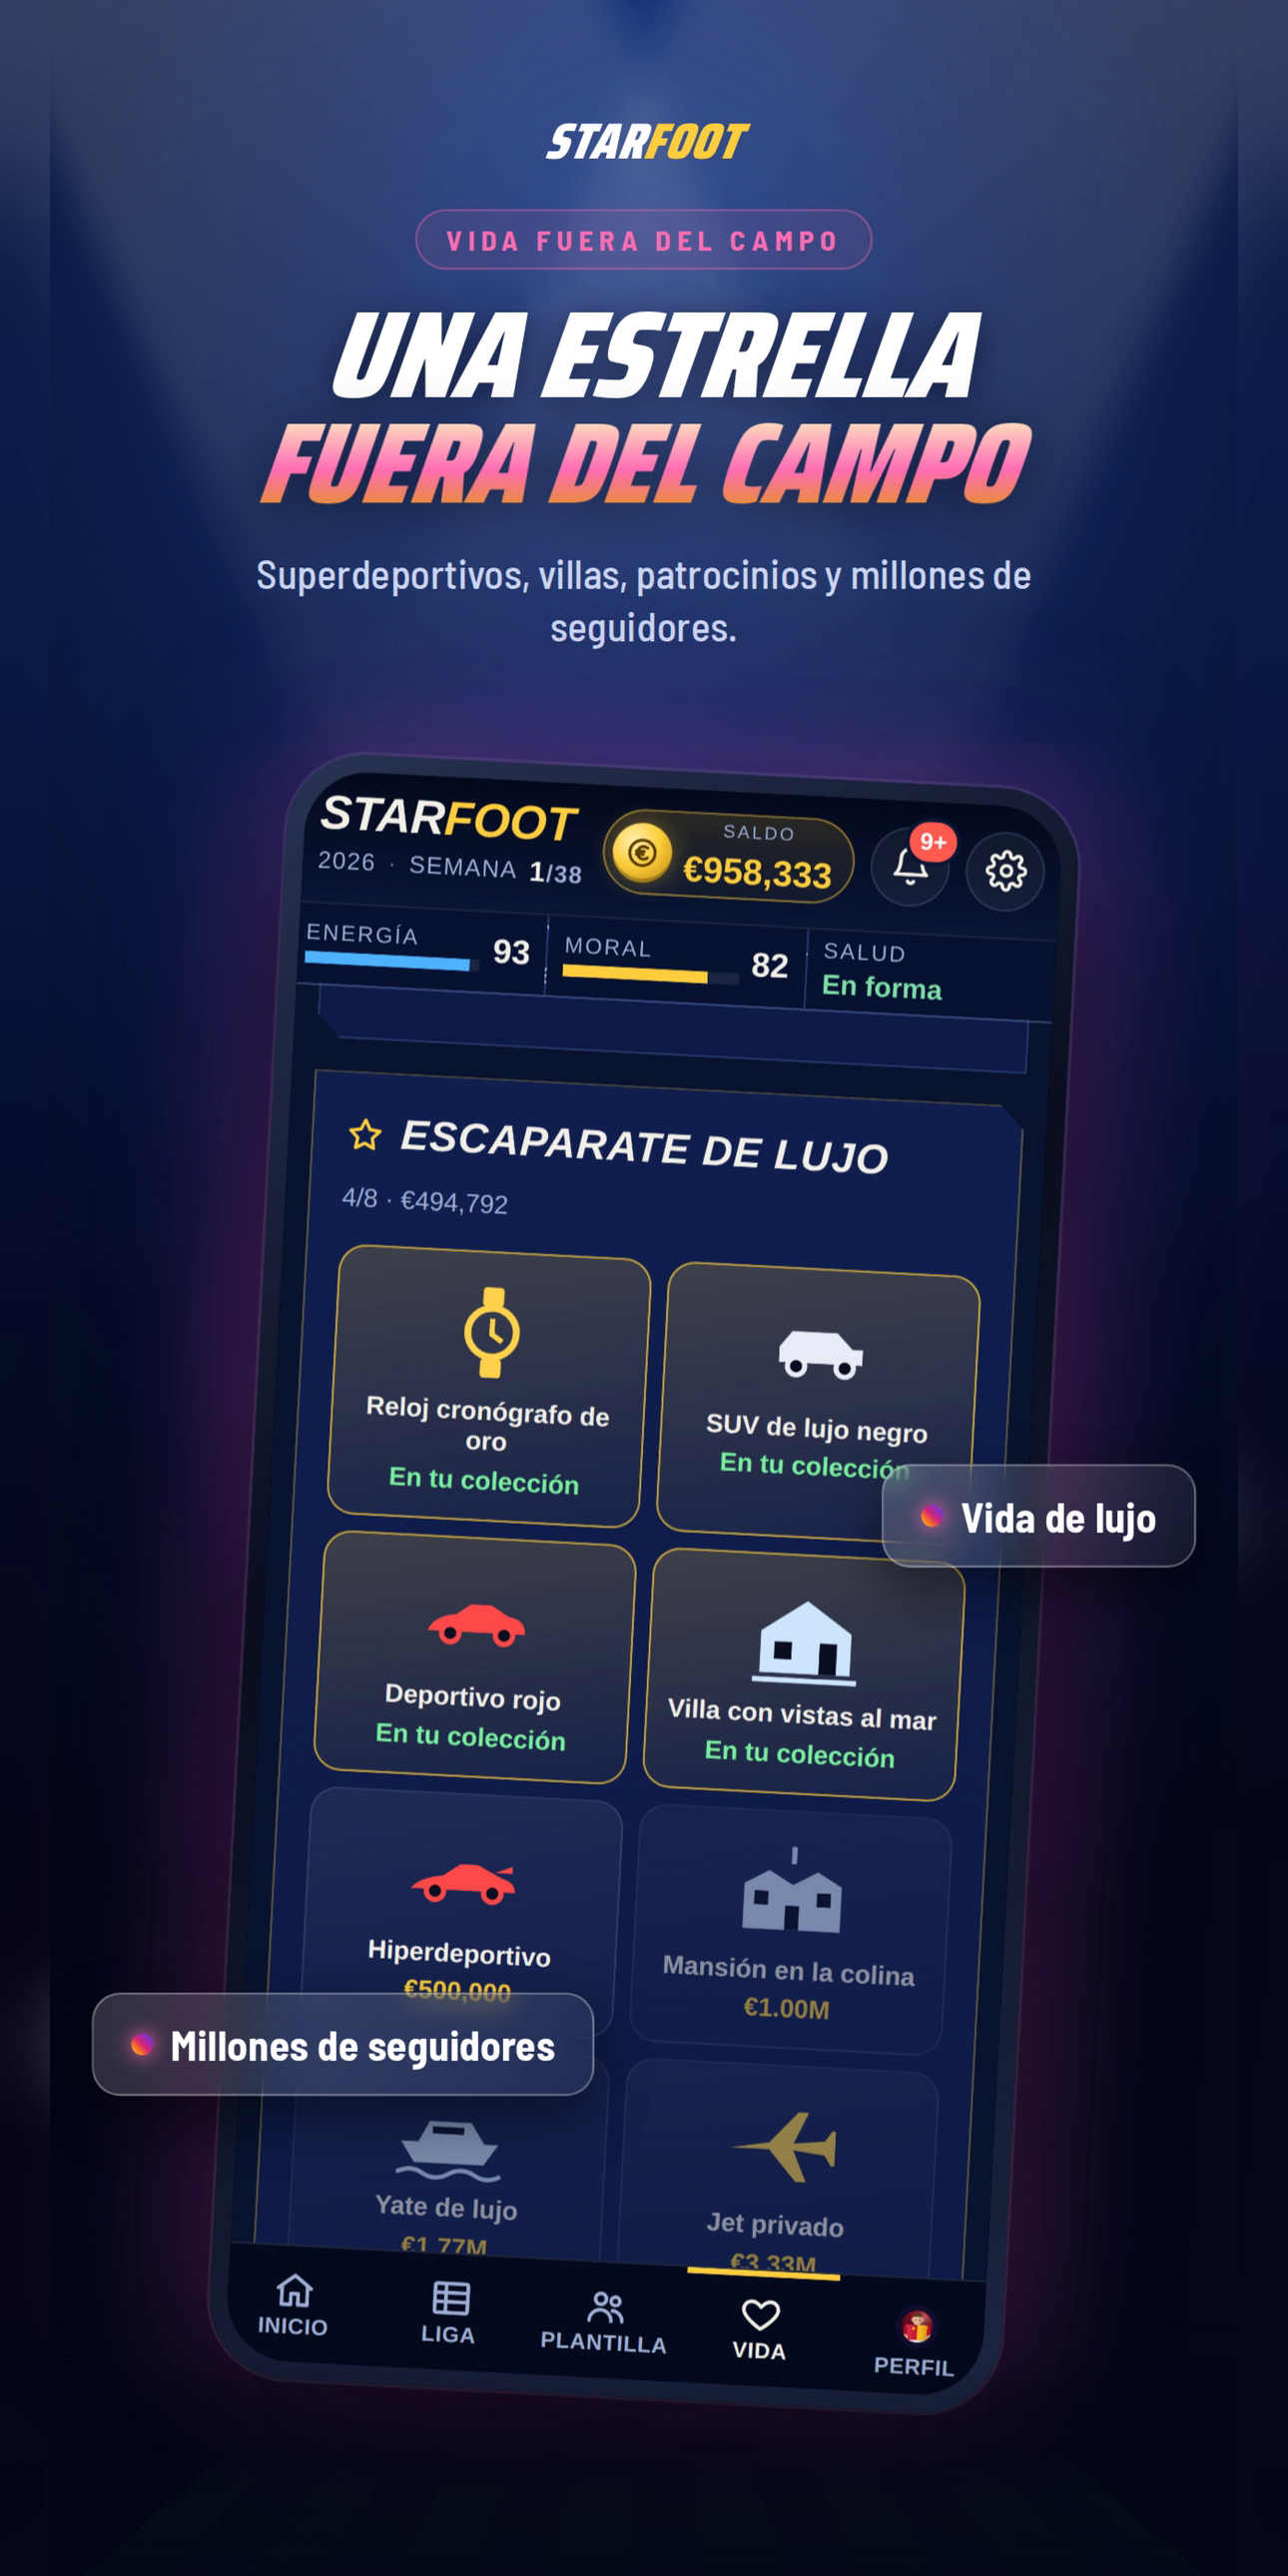 STARFOOT
VIDA FUERA DEL CAMPO
UNA ESTRELLA
FUERA DEL CAMPO
Superdeportivos, villas, patrocinios y millones de
seguidores.
STARFOOT
2026 · SEMANA 1/38
SALDO
€958,333
9+
ENERGÍA
93
MORAL
82
SALUD
En forma
ESCAPARATE DE LUJO
4/8 · €494,792
Reloj cronógrafo de
oro
En tu colección
SUV de lujo negro
En tu colección
Vida de lujo
Deportivo rojo
En tu colección
Villa con vistas al mar
En tu colección
Hiperdeportivo
€500,000
Mansión en la colina
€1.00M
Millones de seguidores
Yate de lujo
€1.77M
Jet privado
€3.33M
INICIO
LIGA
PLANTILLA
VIDA
PERFIL